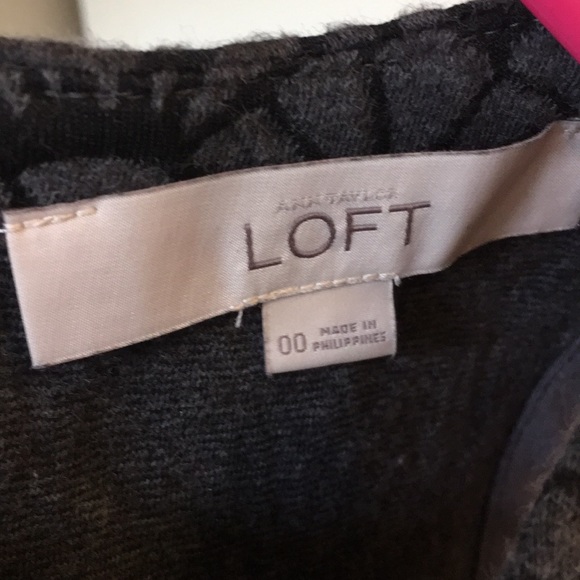 ANN TAYLOR
LOFT
00 MADE IN
PHILIPPINES